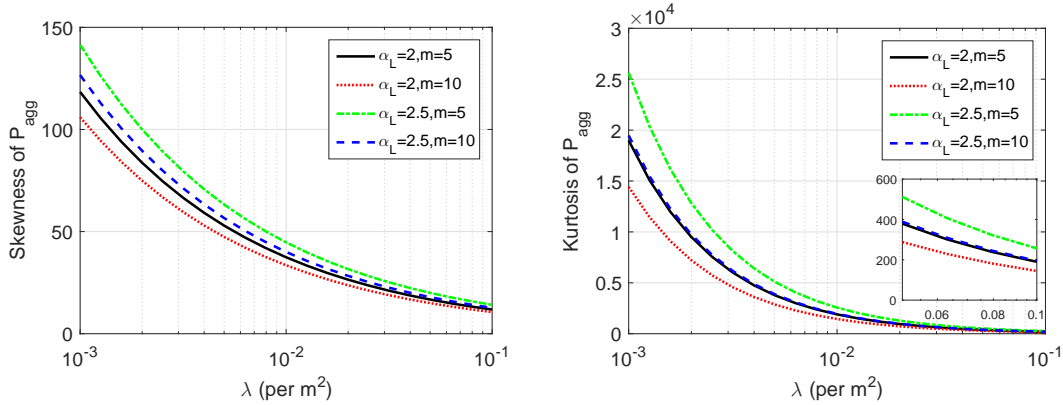 150
100
50
0
Skewness of P_agg
10^-3
10^-2
10^-1
λ (per m^2)
α_L=2,m=5
α_L=2,m=10
α_L=2.5,m=5
α_L=2.5,m=10
×10^4
3
2.5
2
1.5
1
0.5
0
Kurtosis of P_agg
10^-3
10^-2
10^-1
λ (per m^2)
α_L=2,m=5
α_L=2,m=10
α_L=2.5,m=5
α_L=2.5,m=10
600
400
200
0
0.06
0.08
0.1